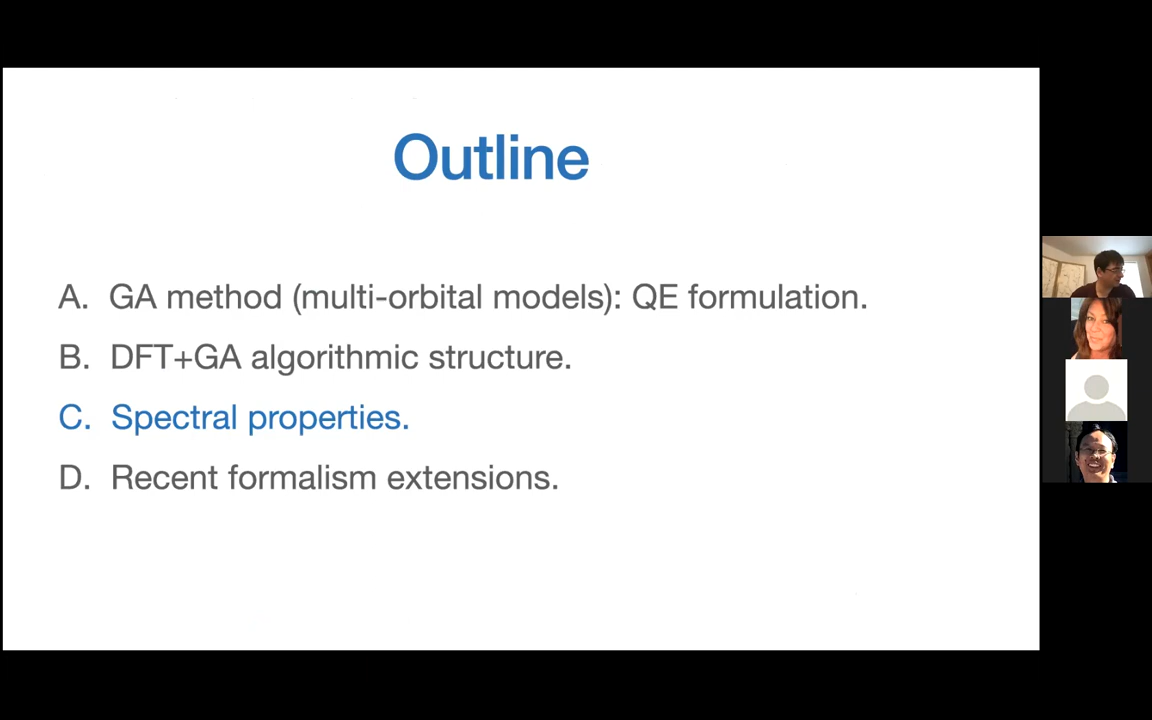 Outline
A. GA method (multi-orbital models): QE formulation.
B. DFT+GA algorithmic structure.
C. Spectral properties.
D. Recent formalism extensions.